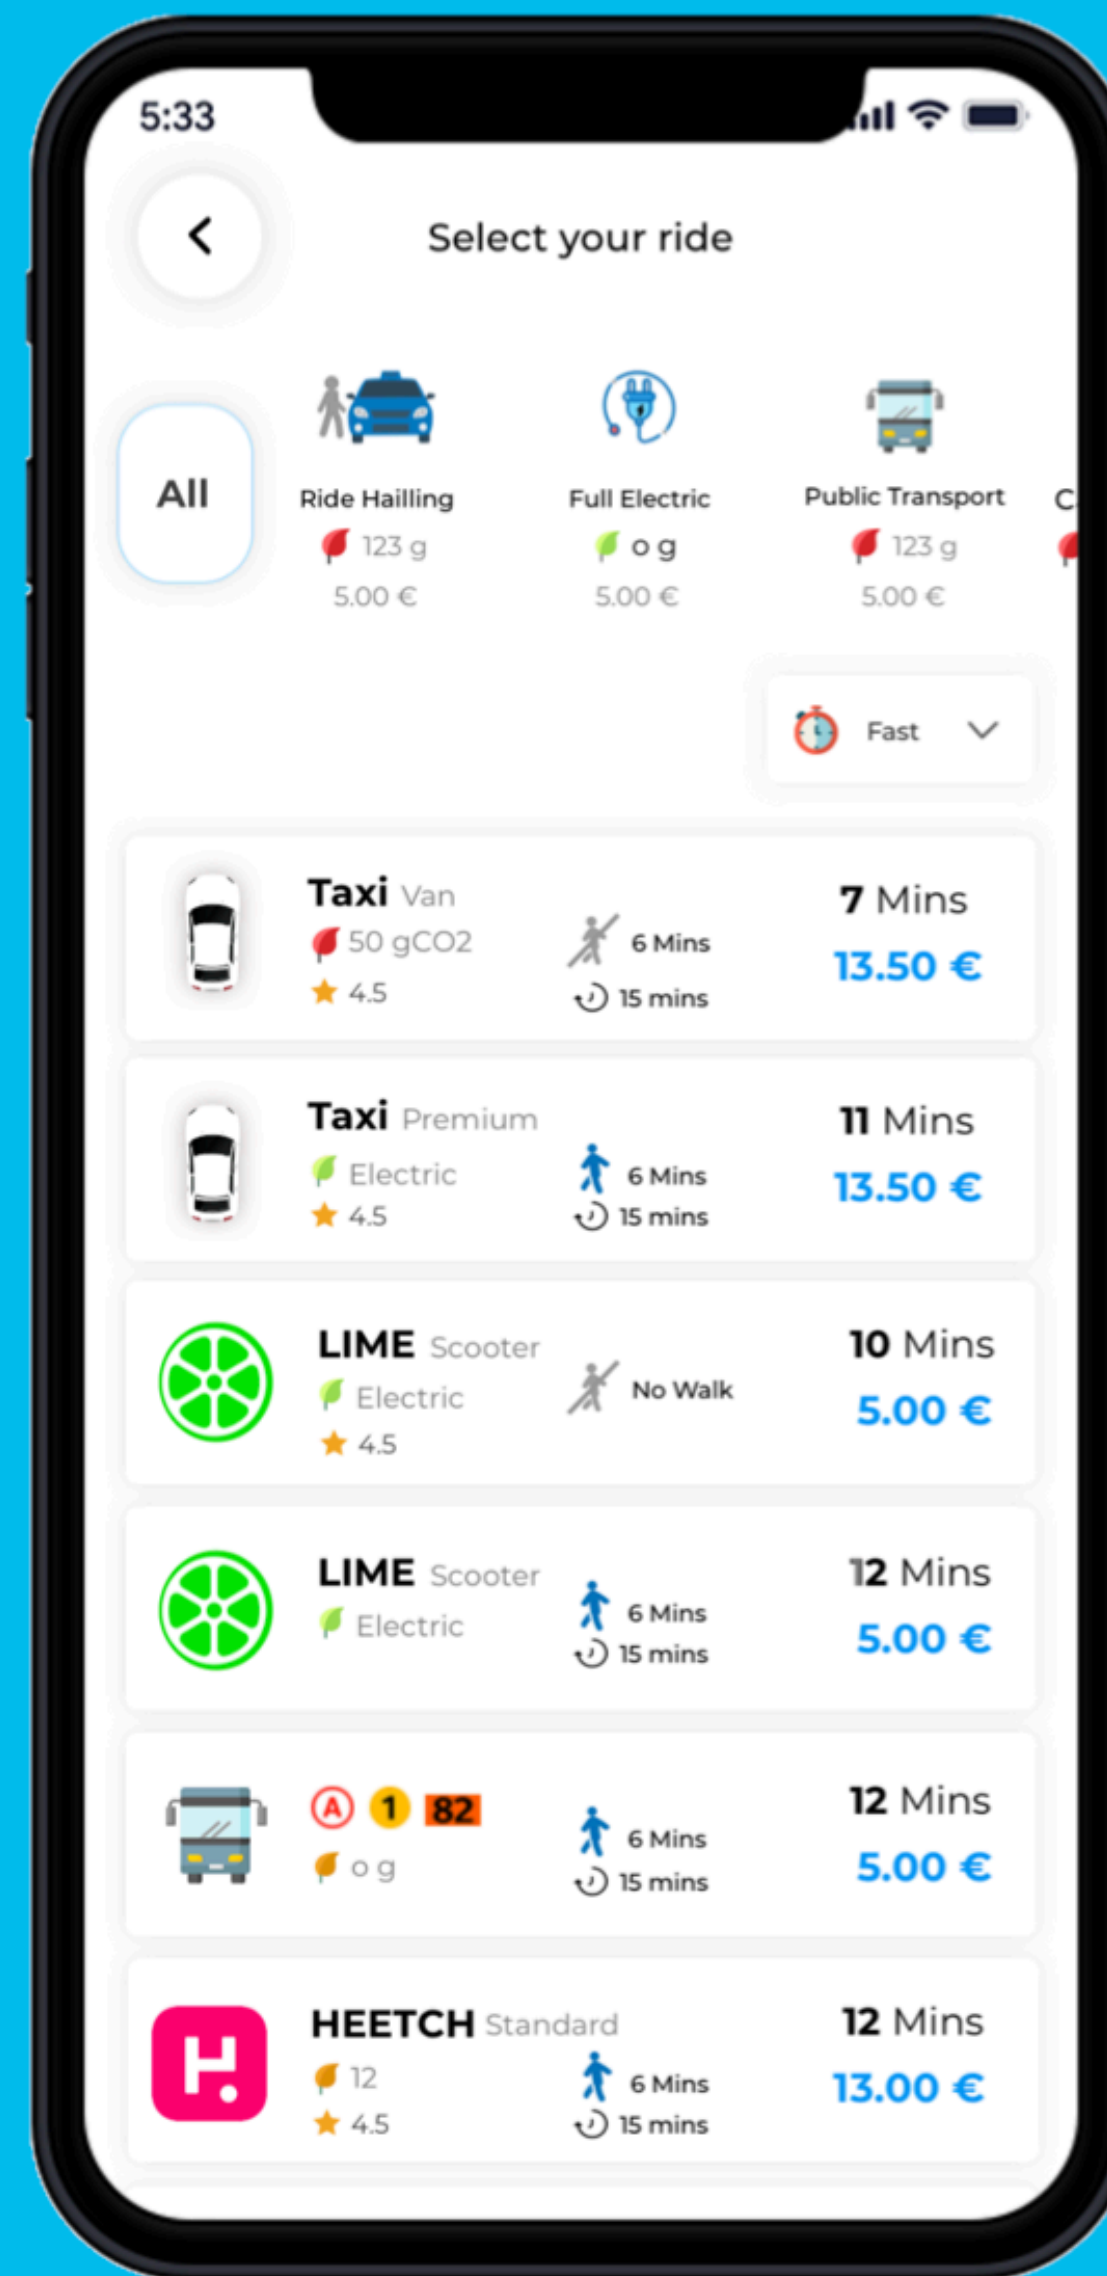 5:33
Select your ride
All
Ride Hailling
Full Electric
Public Transport
C
123 g
o g
123 g
5.00 €
5.00 €
5.00 €
Fast
Taxi Van
7 Mins
50 gCO2
6 Mins
13.50 €
4.5
15 mins
Taxi Premium
11 Mins
Electric
6 Mins
13.50 €
4.5
15 mins
LIME Scooter
10 Mins
Electric
No Walk
5.00 €
4.5
LIME Scooter
12 Mins
Electric
6 Mins
5.00 €
15 mins
A 1 82
12 Mins
o g
6 Mins
5.00 €
15 mins
H.
HEETCH Standard
12 Mins
12
6 Mins
13.00 €
4.5
15 mins